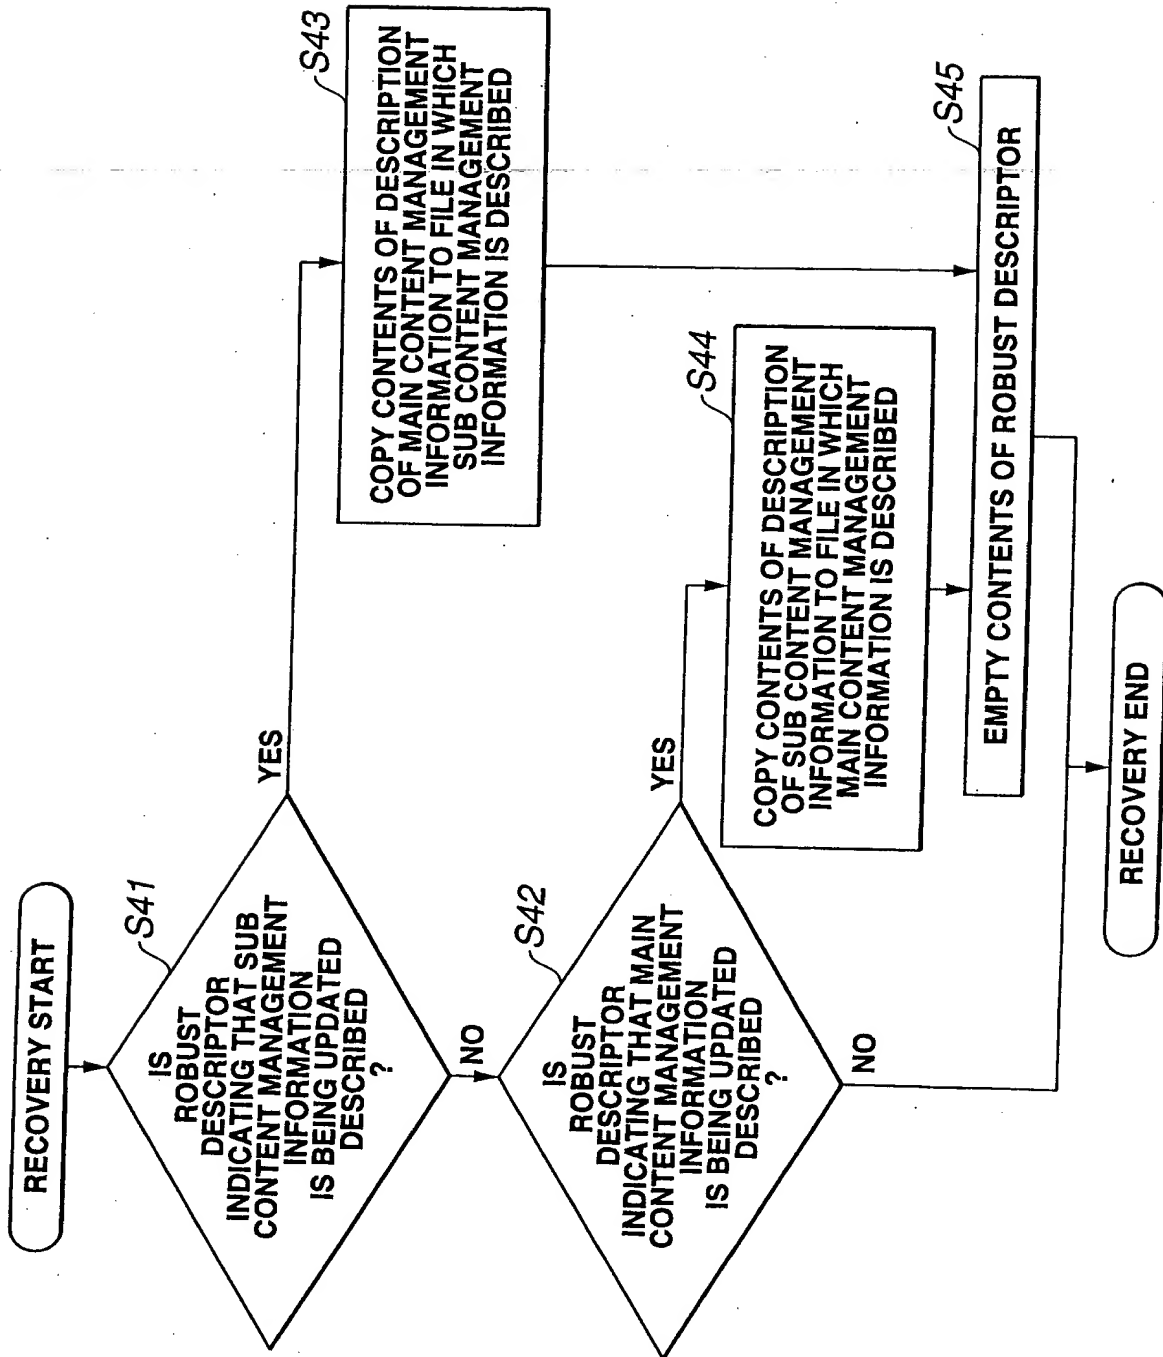 RECOVERY START
S41
IS
ROBUST
DESCRIPTOR
INDICATING THAT SUB
CONTENT MANAGEMENT
INFORMATION
IS BEING UPDATED
DESCRIBED
?
YES
NO
S43
COPY CONTENTS OF DESCRIPTION
OF MAIN CONTENT MANAGEMENT
INFORMATION TO FILE IN WHICH
SUB CONTENT MANAGEMENT
INFORMATION IS DESCRIBED
S42
IS
ROBUST
DESCRIPTOR
INDICATING THAT MAIN
CONTENT MANAGEMENT
INFORMATION
IS BEING UPDATED
DESCRIBED
?
YES
NO
S44
COPY CONTENTS OF DESCRIPTION
OF SUB CONTENT MANAGEMENT
INFORMATION TO FILE IN WHICH
MAIN CONTENT MANAGEMENT
INFORMATION IS DESCRIBED
S45
EMPTY CONTENTS OF ROBUST DESCRIPTOR
RECOVERY END